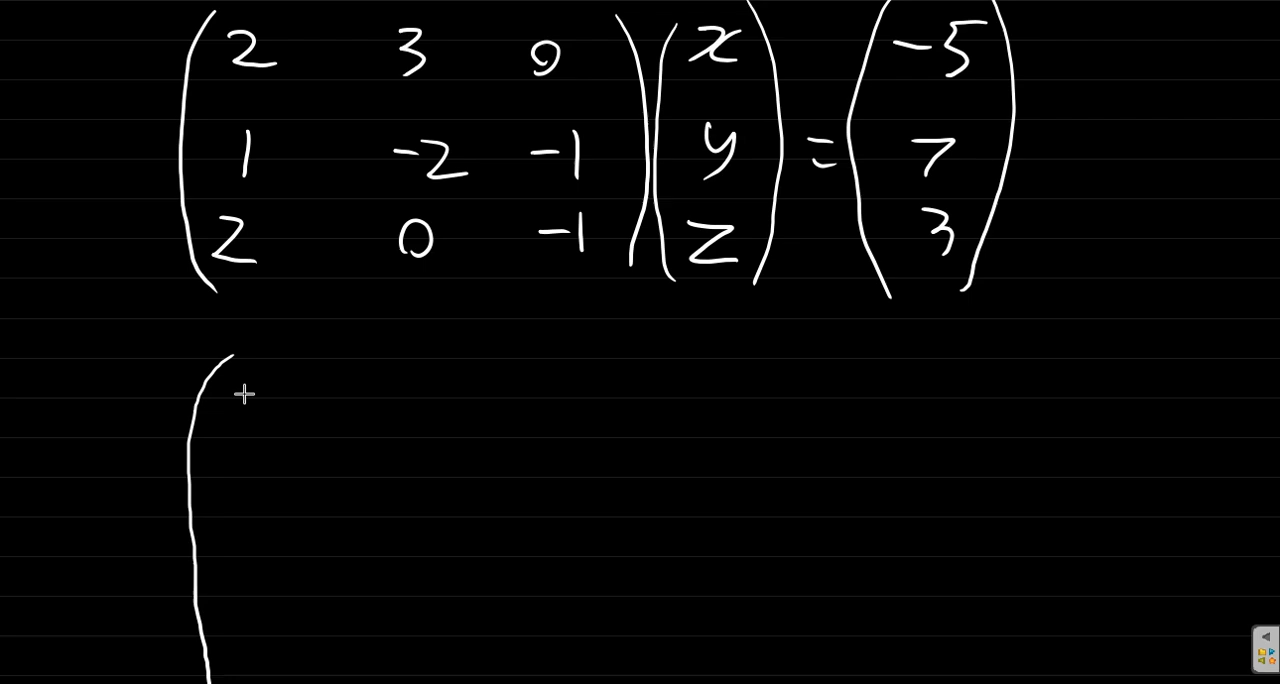 ( 2 3 0 ) ( x ) = ( -5 )
( 1 -2 -1 ) ( y ) = ( 7 )
( 2 0 -1 ) ( z ) ( 3 )
(